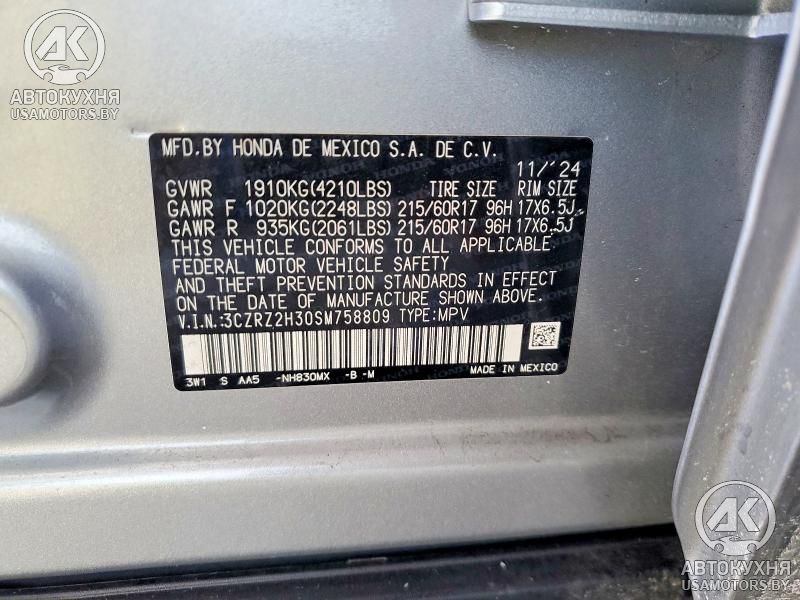 AK
АВТОКУХНЯ
USAMOTORS.BY
MFD.BY HONDA DE MEXICO S.A. DE C.V.
11/'24
GVWR 1910KG(4210LBS) TIRE SIZE RIM SIZE
GAWR F 1020KG(2248LBS) 215/60R17 96H 17X6.5J
GAWR R 935KG(2061LBS) 215/60R17 96H 17X6.5J
THIS VEHICLE CONFORMS TO ALL APPLICABLE
FEDERAL MOTOR VEHICLE SAFETY
AND THEFT PREVENTION STANDARDS IN EFFECT
ON THE DATE OF MANUFACTURE SHOWN ABOVE.
V.I.N.:3CZRZ2H30SM758809 TYPE:MPV
3W1 S AA5 -NH830MX -B -M MADE IN MEXICO
AK
АВТОКУХНЯ
USAMOTORS.BY